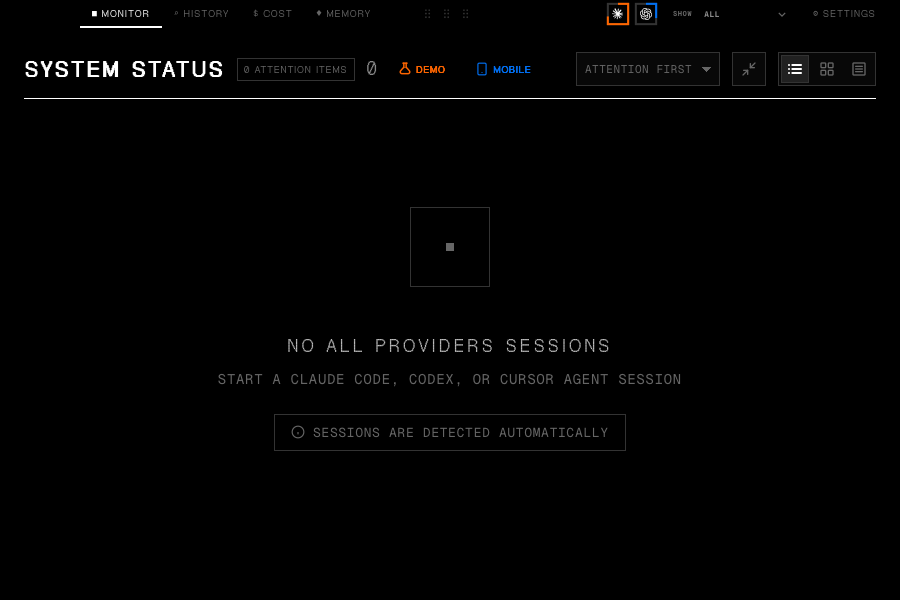 MONITOR HISTORY $ COST MEMORY SHOW ALL SETTINGS
SYSTEM STATUS 0 ATTENTION ITEMS 0 DEMO MOBILE ATTENTION FIRST
NO ALL PROVIDERS SESSIONS
START A CLAUDE CODE, CODEX, OR CURSOR AGENT SESSION
SESSIONS ARE DETECTED AUTOMATICALLY